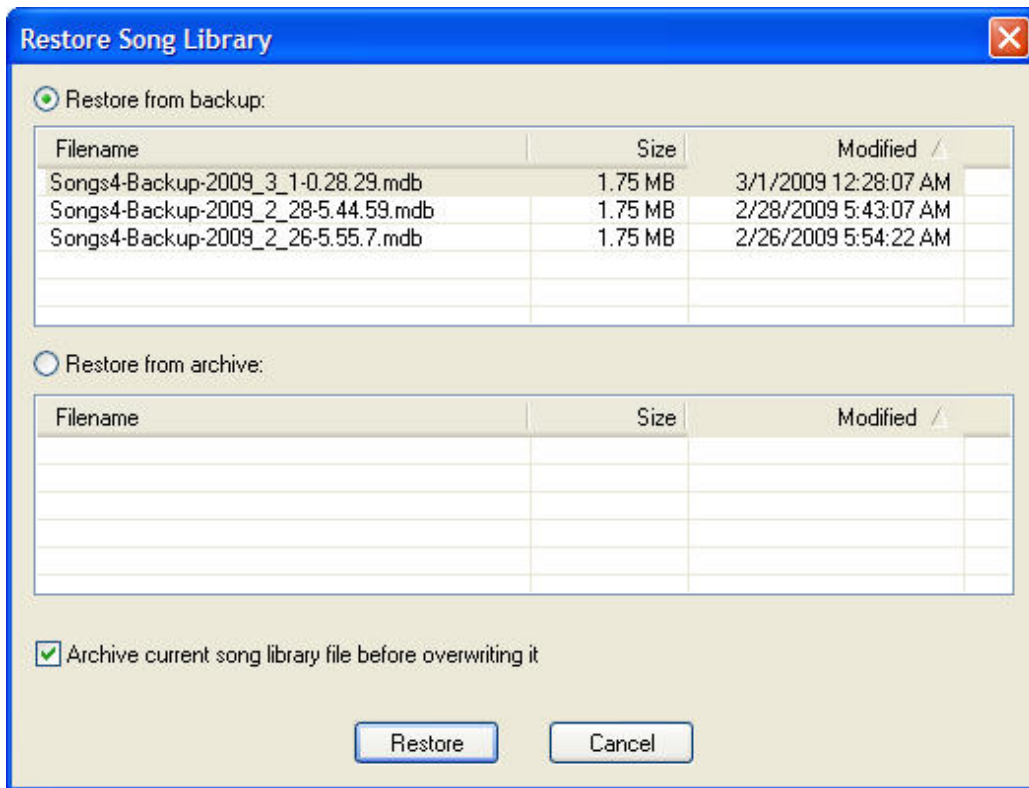 Restore Song Library
Restore from backup:
Filename Size Modified
Songs4-Backup-2009_3_1-0.28.29.mdb 1.75 MB 3/1/2009 12:28:07 AM
Songs4-Backup-2009_2_28-5.44.59.mdb 1.75 MB 2/28/2009 5:43:07 AM
Songs4-Backup-2009_2_26-5.55.7.mdb 1.75 MB 2/26/2009 5:54:22 AM
Restore from archive:
Filename Size Modified
Archive current song library file before overwriting it
Restore Cancel